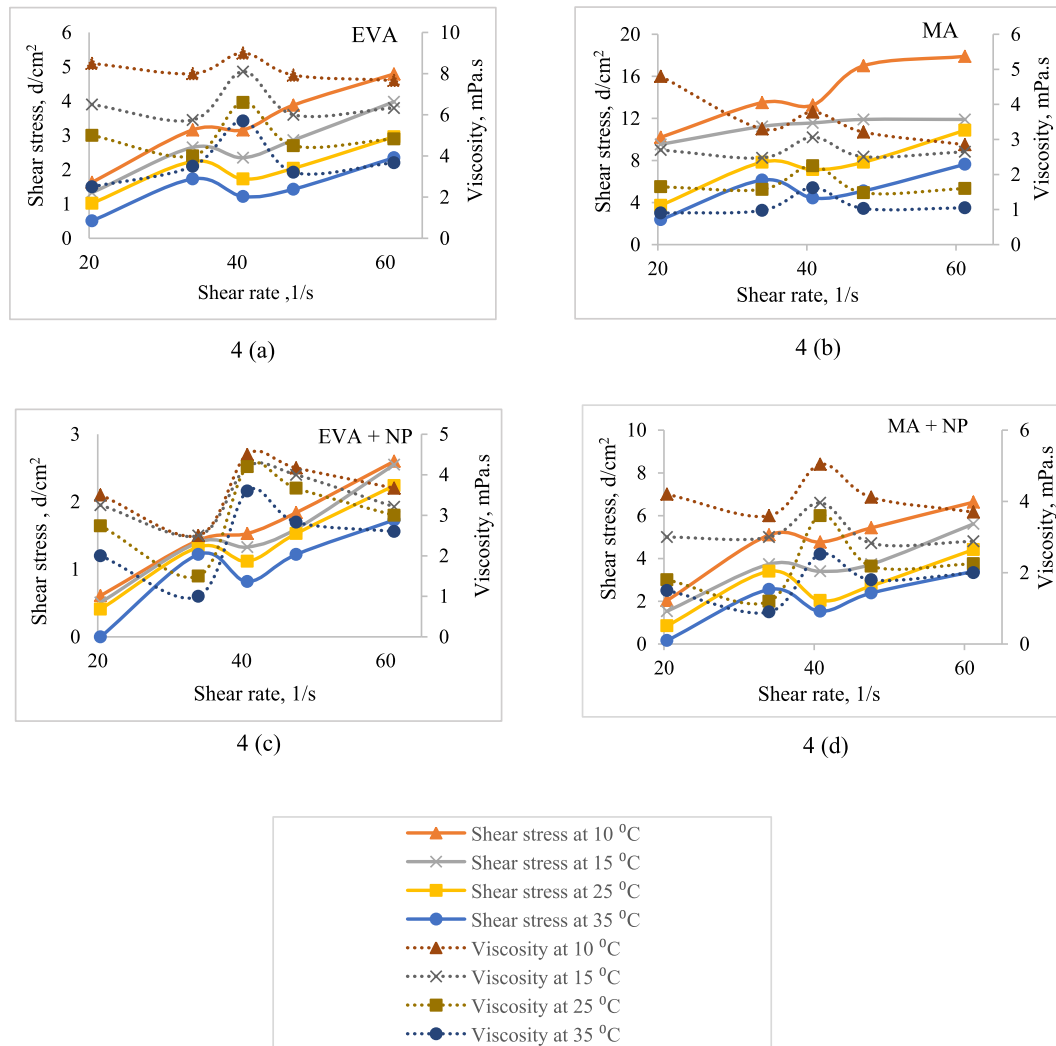 EVA
Shear stress, d/cm²
6
5
4
3
2
1
0
10
8
6
4
2
0
Viscosity, mPa.s
20 40 60
Shear rate ,1/s
4 (a)
MA
Shear stress, d/cm²
20
16
12
8
4
0
6
5
4
3
2
1
0
Viscosity, mPa.s
20 40 60
Shear rate, 1/s
4 (b)
EVA + NP
Shear stress , d/cm²
3
2
1
0
5
4
3
2
1
0
Viscosity, mPa.s
20 40 60
Shear rate, 1/s
4 (c)
MA + NP
Shear stress, d/cm²
10
8
6
4
2
0
6
4
2
0
Viscosity, mPa.s
20 40 60
Shear rate, 1/s
4 (d)
Shear stress at 10 ⁰C
Shear stress at 15 ⁰C
Shear stress at 25 ⁰C
Shear stress at 35 ⁰C
Viscosity at 10 ⁰C
Viscosity at 15 ⁰C
Viscosity at 25 ⁰C
Viscosity at 35 ⁰C